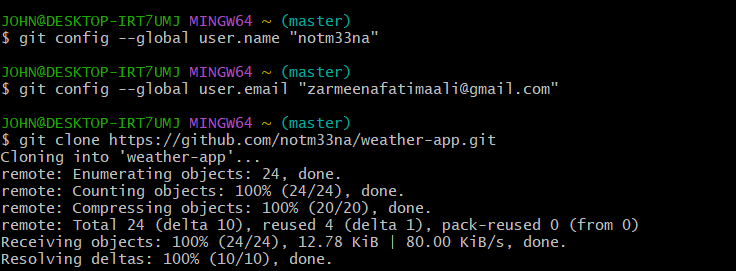 JOHN@DESKTOP-IRT7UMJ MINGW64 ~ (master)
$ git config --global user.name "notm33na"
JOHN@DESKTOP-IRT7UMJ MINGW64 ~ (master)
$ git config --global user.email "zarmeenafatimaali@gmail.com"
JOHN@DESKTOP-IRT7UMJ MINGW64 ~ (master)
$ git clone https://github.com/notm33na/weather-app.git
Cloning into 'weather-app'...
remote: Enumerating objects: 24, done.
remote: Counting objects: 100% (24/24), done.
remote: Compressing objects: 100% (20/20), done.
remote: Total 24 (delta 10), reused 4 (delta 1), pack-reused 0 (from 0)
Receiving objects: 100% (24/24), 12.78 KiB | 80.00 KiB/s, done.
Resolving deltas: 100% (10/10), done.